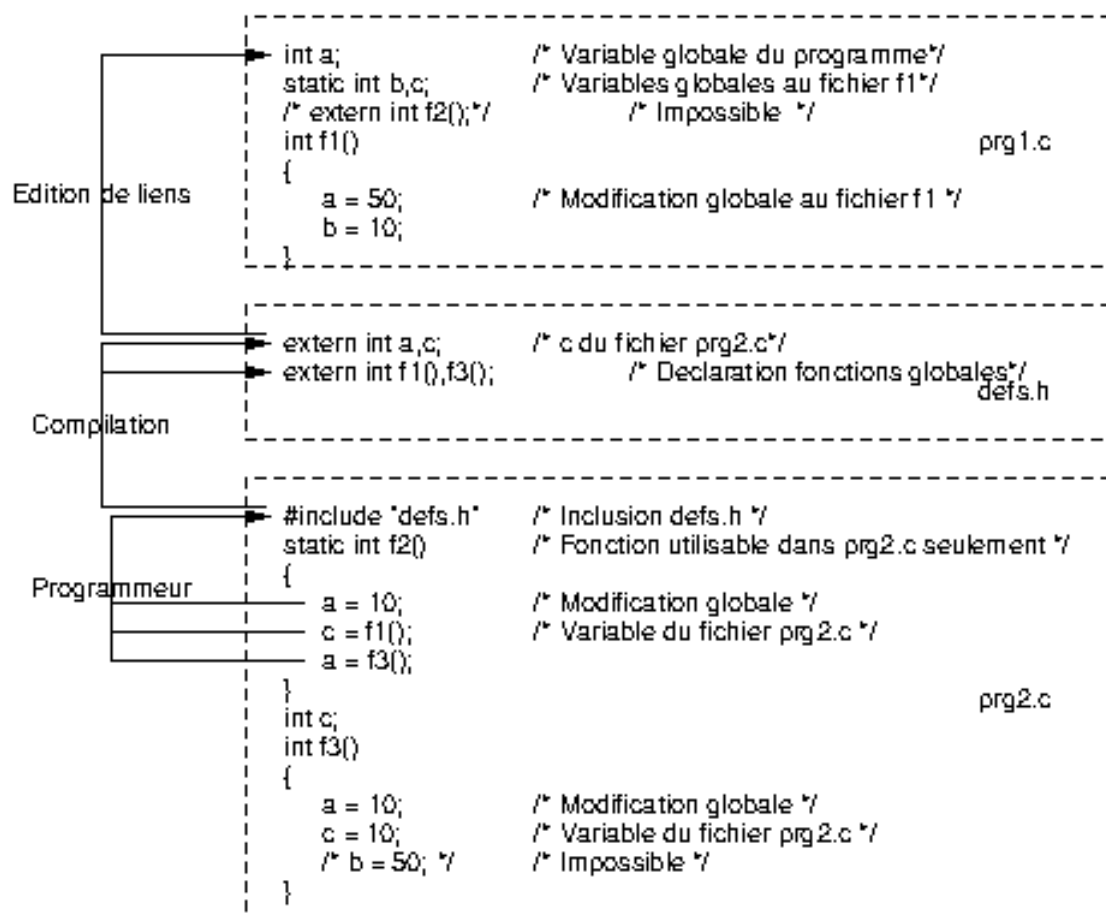 int a; /* Variable globale du programme*/
static int b,c; /* Variables globales au fichier f1*/
/* extern int f2();*/ /* Impossible */
int f1()
prg1.c
{
Edition de liens
a = 50; /* Modification globale au fichier f1 */
b = 10;
}
extern int a,c; /* c du fichier prg2.c*/
extern int f1(),f3(); /* Declaration fonctions globales*/
defs.h
Compilation
#include "defs.h" /* Inclusion defs.h */
static int f2() /* Fonction utilisable dans prg2.c seulement */
{
Programmeur
a = 10; /* Modification globale */
c = f1(); /* Variable du fichier prg2.c */
a = f3();
}
prg2.c
int c;
int f3()
{
a = 10; /* Modification globale */
c = 10; /* Variable du fichier prg2.c */
/* b = 50; */ /* Impossible */
}